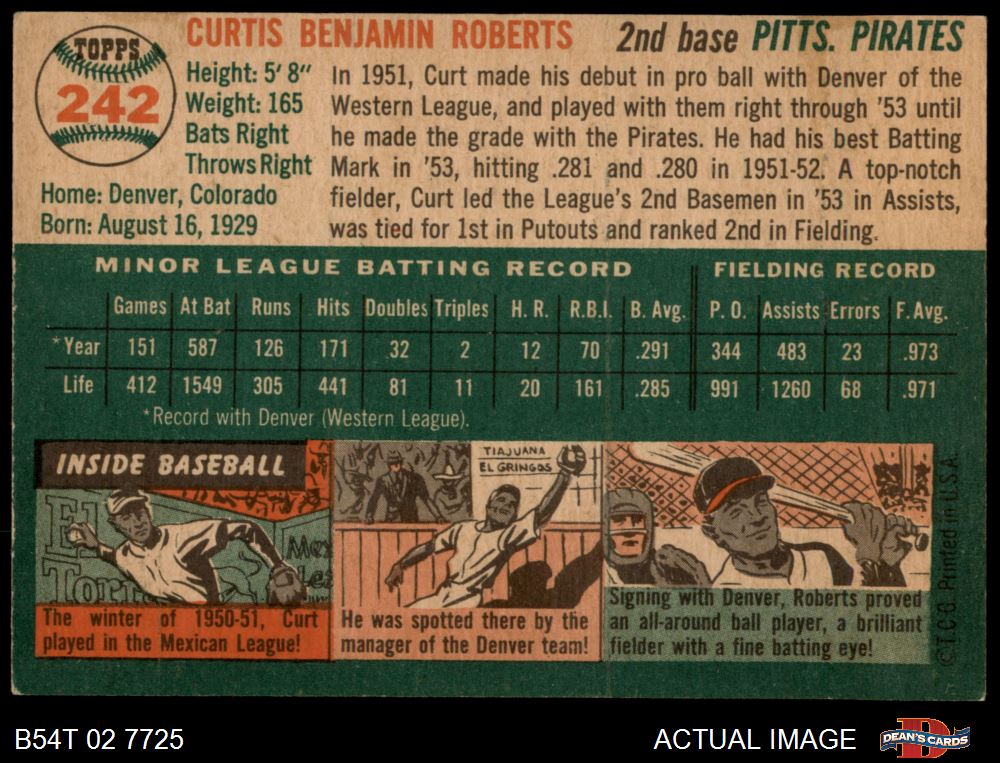 TOPPS
242
CURTIS BENJAMIN ROBERTS
2nd base PITTS. PIRATES
Height: 5' 8"
Weight: 165
Bats Right
Throws Right
Home: Denver, Colorado
Born: August 16, 1929
In 1951, Curt made his debut in pro ball with Denver of the
Western League, and played with them right through '53 until
he made the grade with the Pirates. He had his best Batting
Mark in '53, hitting .281 and .280 in 1951-52. A top-notch
fielder, Curt led the League's 2nd Basemen in '53 in Assists,
was tied for 1st in Putouts and ranked 2nd in Fielding.
MINOR LEAGUE BATTING RECORD FIELDING RECORD
Games At Bat Runs Hits Doubles Triples H. R. R.B.I. B. Avg. P. O. Assists Errors F. Avg.
*Year 151 587 126 171 32 2 12 70 .291 344 483 23 .973
Life 412 1549 305 441 81 11 20 161 .285 991 1260 68 .971
*Record with Denver (Western League).
INSIDE BASEBALL
El
Toro
Mex
The winter of 1950-51, Curt
played in the Mexican League!
TIAJUANA
EL GRINGOS
He was spotted there by the
manager of the Denver team!
Signing with Denver, Roberts proved
an all-around ball player, a brilliant
fielder with a fine batting eye!
© T.C.G. Printed in U.S.A.
B54T 02 7725
ACTUAL IMAGE
D
DEAN'S CARDS